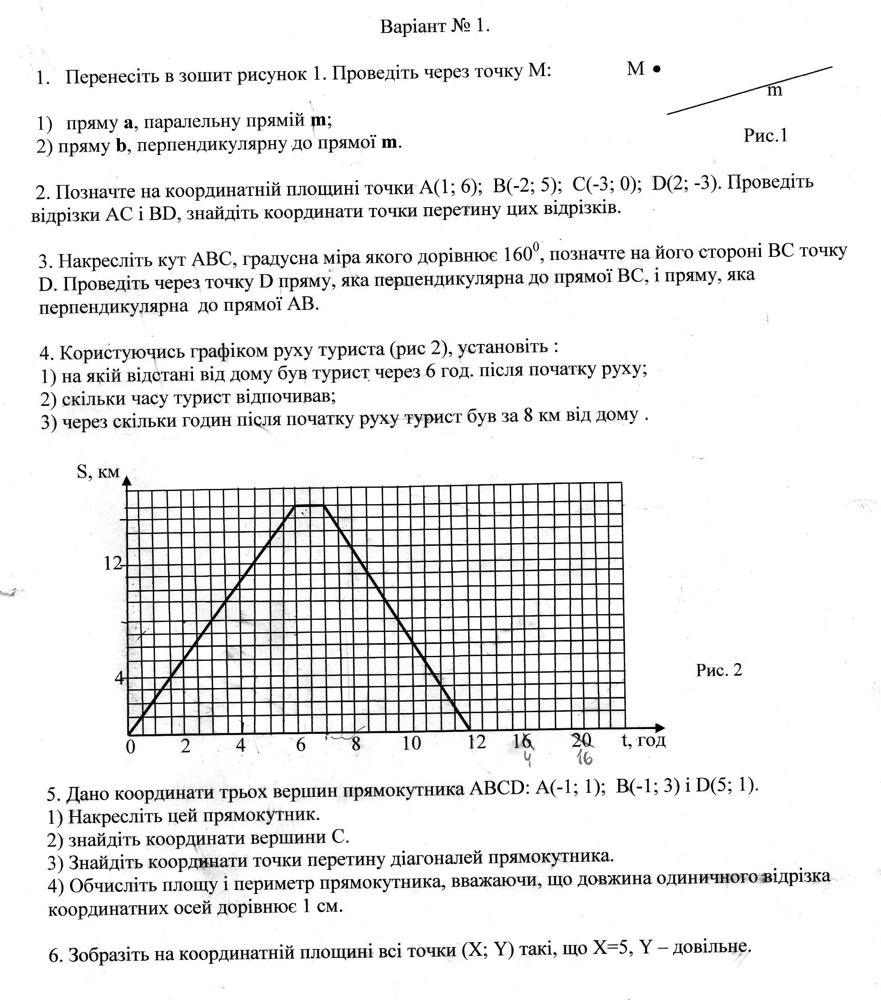 Варіант № 1.
1. Перенесіть в зошит рисунок 1. Проведіть через точку М:
М
m
1) пряму a, паралельну прямій m;
2) пряму b, перпендикулярну до прямої m.
Рис.1
2. Позначте на координатній площині точки А(1; 6); В(-2; 5); С(-3; 0); D(2; -3). Проведіть
відрізки АС і BD, знайдіть координати точки перетину цих відрізків.
3. Накресліть кут АВС, градусна міра якого дорівнює 160⁰, позначте на його стороні ВС точку
D. Проведіть через точку D пряму, яка перпендикулярна до прямої ВС, і пряму, яка
перпендикулярна до прямої АВ.
4. Користуючись графіком руху туриста (рис 2), установіть :
1) на якій відстані від дому був турист через 6 год. після початку руху;
2) скільки часу турист відпочивав;
3) через скільки годин після початку руху турист був за 8 км від дому .
S, км
12
4
Рис. 2
0 2 4 6 8 10 12 16 20 t, год
4 16
5. Дано координати трьох вершин прямокутника ABCD: А(-1; 1); В(-1; 3) і D(5; 1).
1) Накресліть цей прямокутник.
2) знайдіть координати вершини С.
3) Знайдіть координати точки перетину діагоналей прямокутника.
4) Обчисліть площу і периметр прямокутника, вважаючи, що довжина одиничного відрізка
координатних осей дорівнює 1 см.
6. Зобразіть на координатній площині всі точки (X; Y) такі, що X=5, Y – довільне.